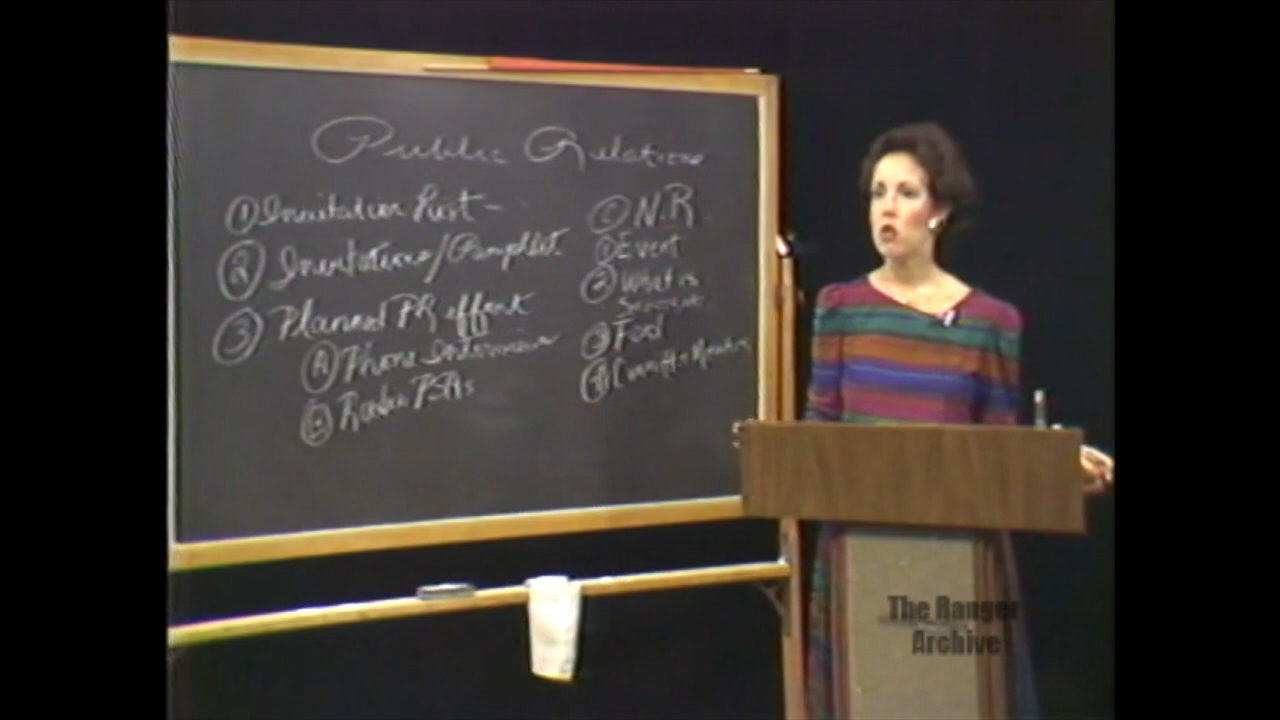 Public Relations
① Invitation List -
② Invitations/Pamphlet
③ Planned PR effort
Ⓐ Phone Interview
Radio PSAs
N.R.
① Event
② What is
③ Food
④ Committee
The Ranger
Archive